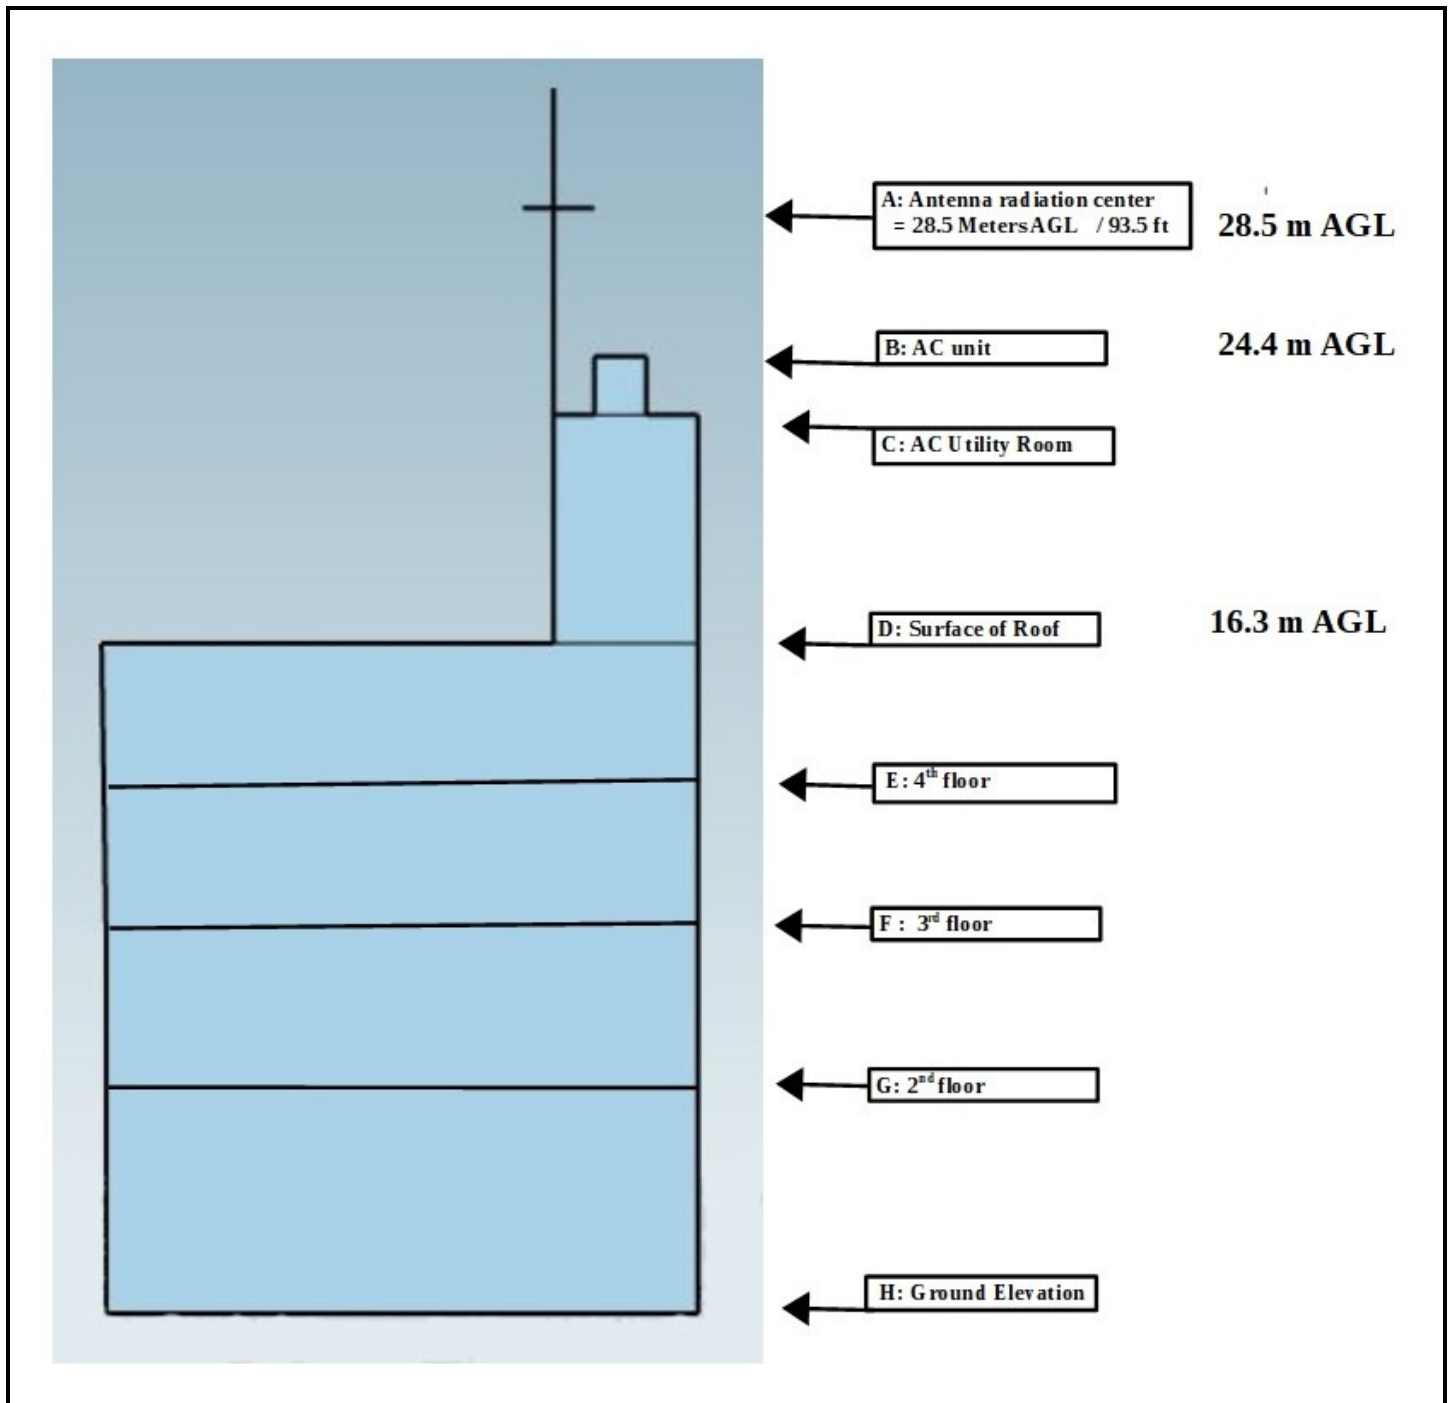 A: Antenna radiation center
= 28.5 Meters AGL / 93.5 ft
28.5 m AGL
B: AC unit
24.4 m AGL
C: AC Utility Room
D: Surface of Roof
16.3 m AGL
E: 4th floor
F : 3rd floor
G: 2nd floor
H: Ground Elevation